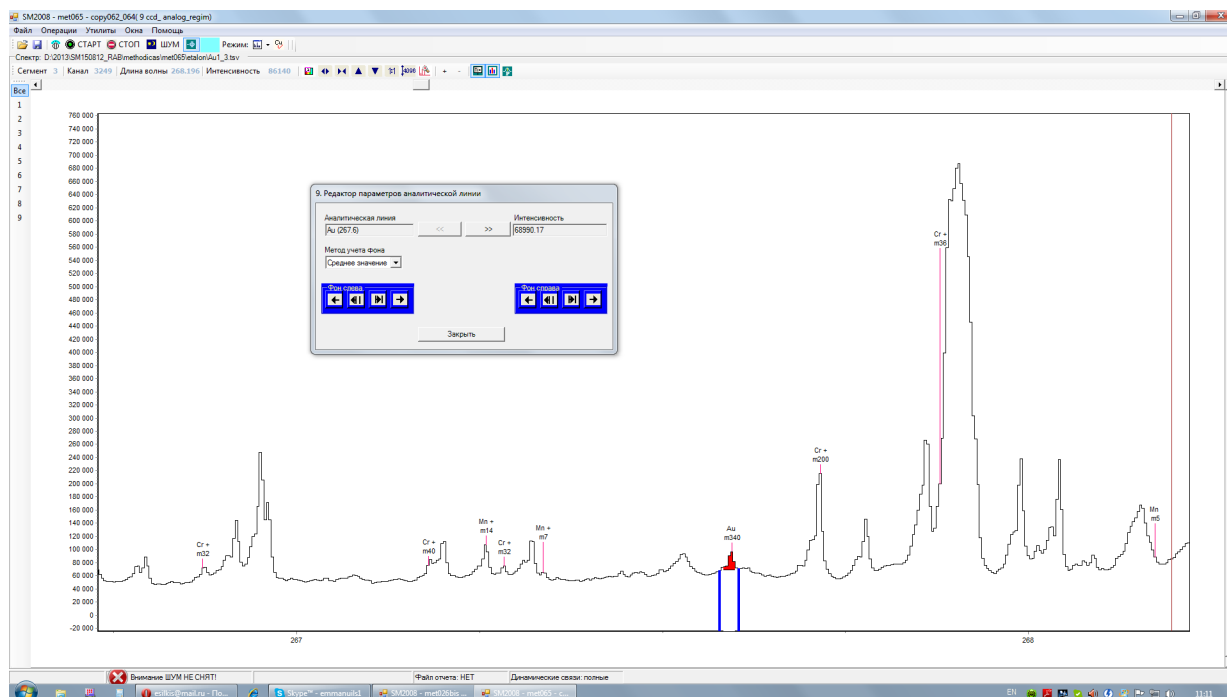 SM2008 - met065 - copy062_064( 9 ccd_ analog_regim)
Файл Операции Утилиты Окна Помощь
СТАРТ СТОП ШУМ Режим:
Спектр: D:\2013\SM150812_RAB\methodicas\met065\etalon\Au1_3.tsv
Сегмент 3 Канал 3249 Длина волны 268.196 Интенсивность 86140 4096 + -
Все
1
2
3
4
5
6
7
8
9
760 000
740 000
720 000
700 000
680 000
660 000
640 000
620 000
600 000
580 000
560 000
540 000
520 000
500 000
480 000
460 000
440 000
420 000
400 000
380 000
360 000
340 000
320 000
300 000
280 000
260 000
240 000
220 000
200 000
180 000
160 000
140 000
120 000
100 000
80 000
60 000
40 000
20 000
0
-20 000
9. Редактор параметров аналитической линии
Аналитическая линия Интенсивность
Au (267.6) << >> 68990.17
Метод учета фона
Среднее значение
Фон слева Фон справа
Закрыть
Cr +
m32
Cr +
m40
Mn +
m14
Cr +
m32
Mn +
m7
Au
m340
Cr +
m200
Cr +
m36
Mn
m5
267 268
Внимание ШУМ НЕ СНЯТ! Файл отчета: НЕТ Динамические связи: полные
esilkis@mail.ru - По... Skype™ - emmanuils1 SM2008 - met026bis ... SM2008 - met065 - c... EN 11:11